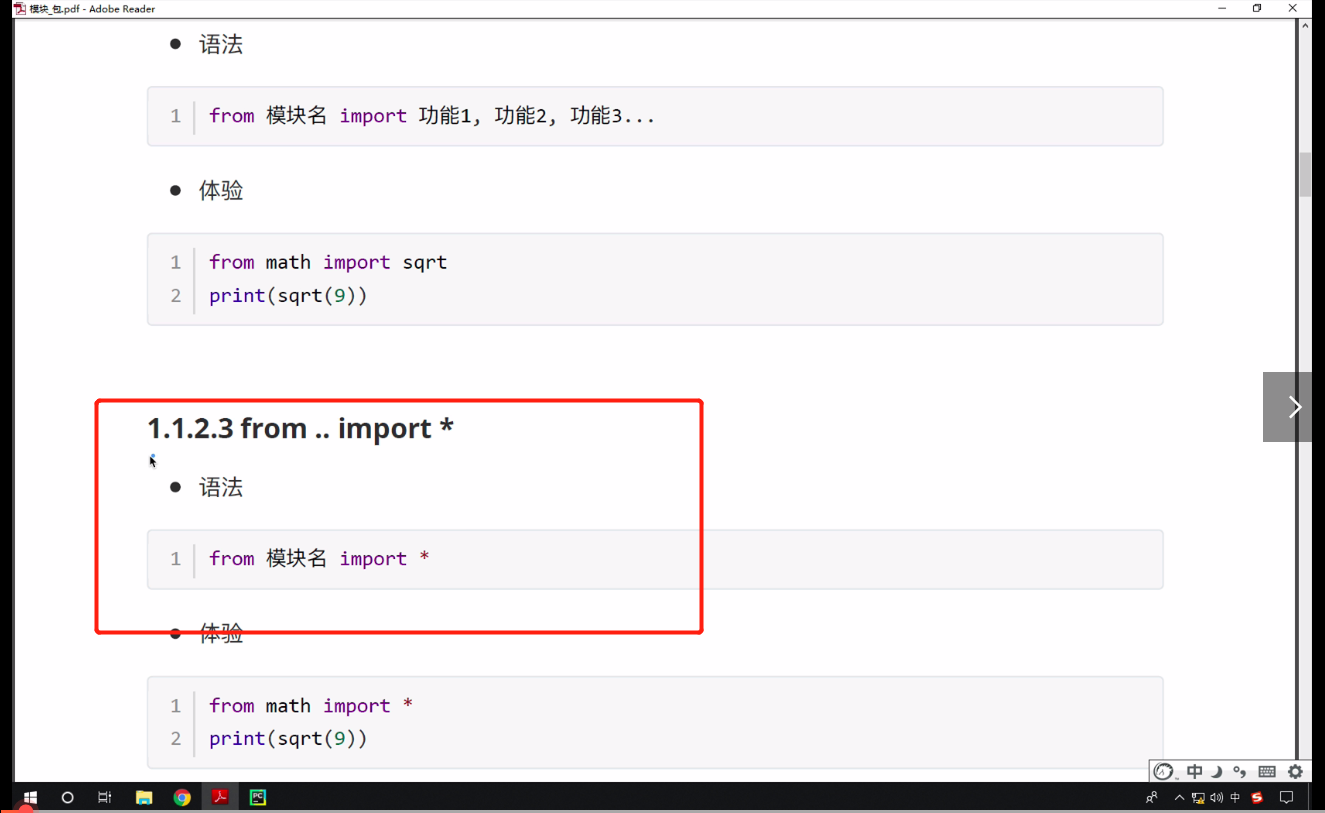 模块_包.pdf - Adobe Reader
语法
1 from 模块名 import 功能1, 功能2, 功能3...
体验
1 from math import sqrt
2 print(sqrt(9))
1.1.2.3 from .. import *
语法
1 from 模块名 import *
体验
1 from math import *
2 print(sqrt(9))
中
PC
中